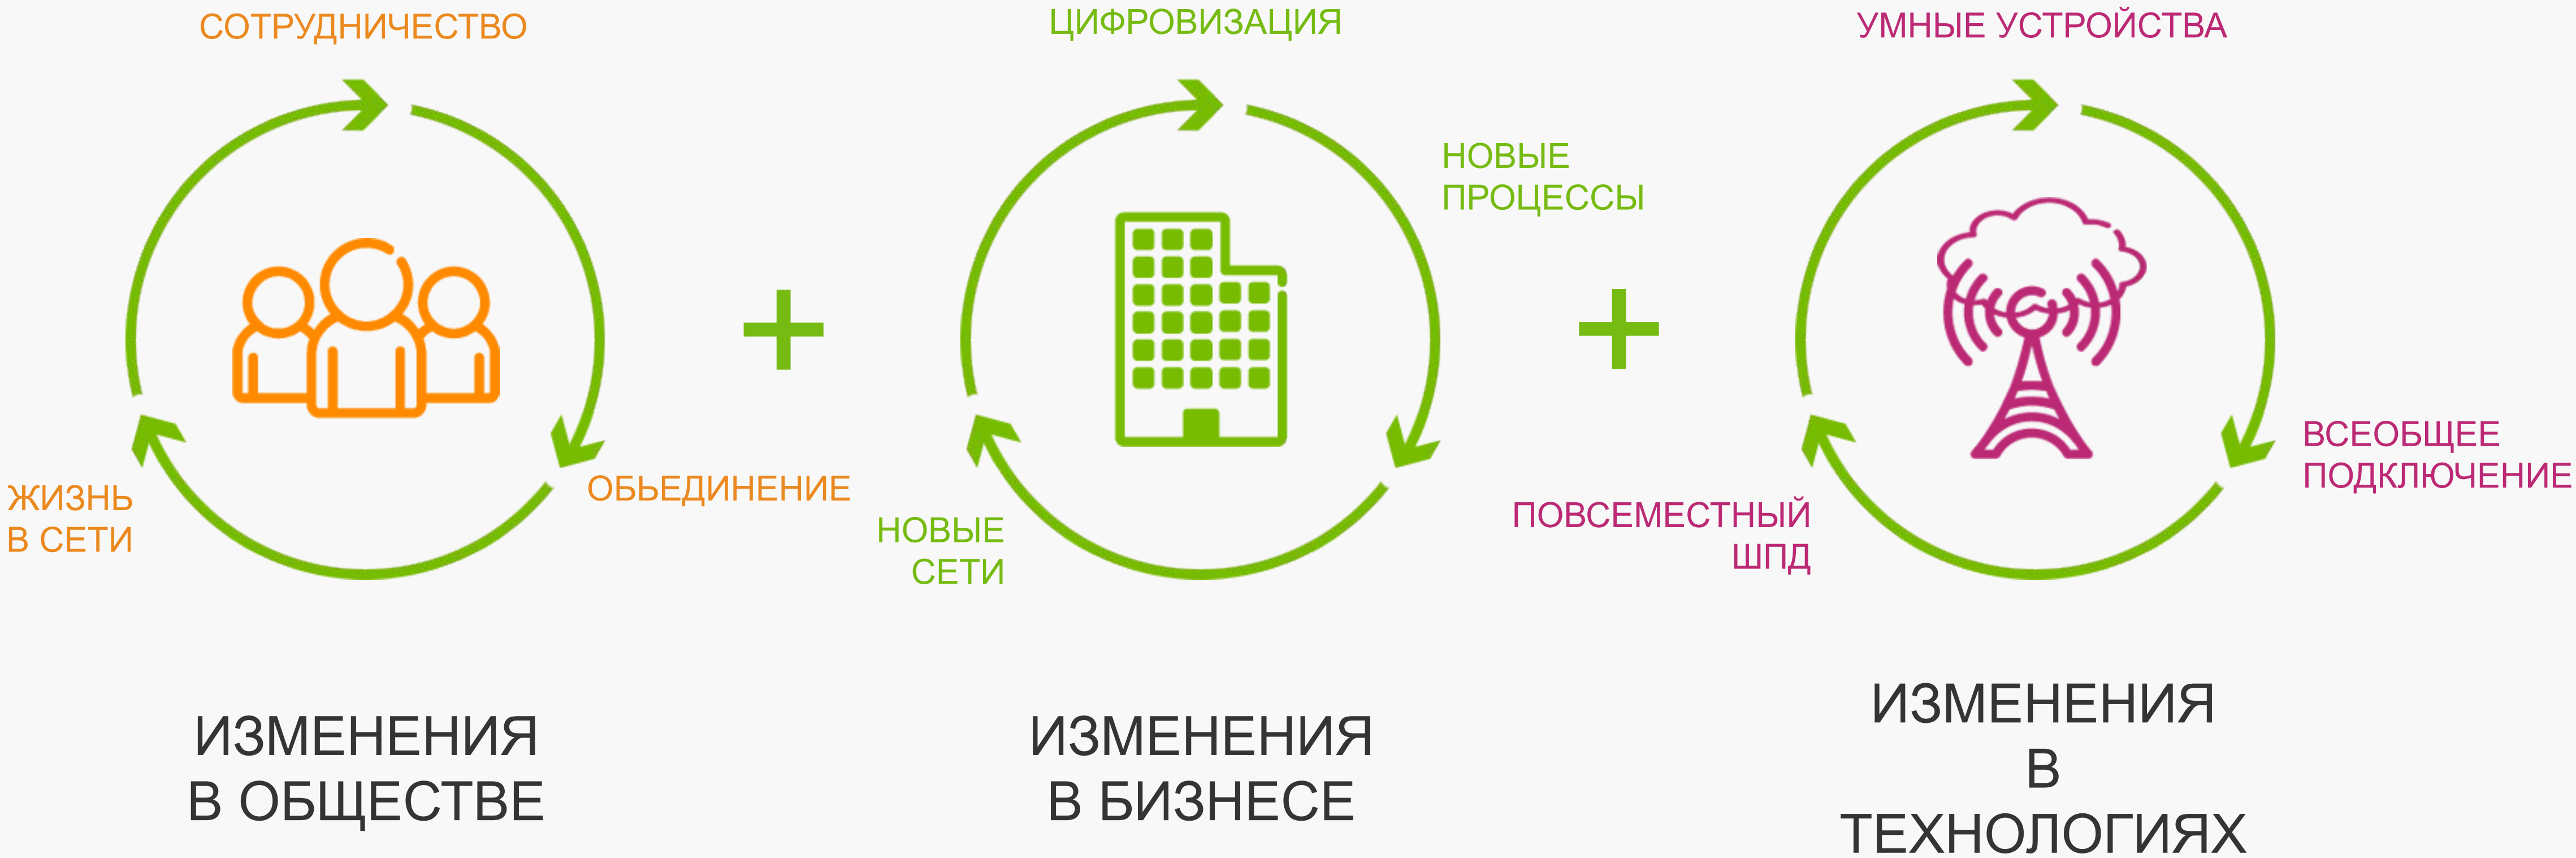 СОТРУДНИЧЕСТВО
ОБЬЕДИНЕНИЕ
ЖИЗНЬ
В СЕТИ
ИЗМЕНЕНИЯ
В ОБЩЕСТВЕ
ЦИФРОВИЗАЦИЯ
НОВЫЕ
ПРОЦЕССЫ
НОВЫЕ
СЕТИ
ИЗМЕНЕНИЯ
В БИЗНЕСЕ
УМНЫЕ УСТРОЙСТВА
ВСЕОБЩЕЕ
ПОДКЛЮЧЕНИЕ
ПОВСЕМЕСТНЫЙ
ШПД
ИЗМЕНЕНИЯ
В
ТЕХНОЛОГИЯХ